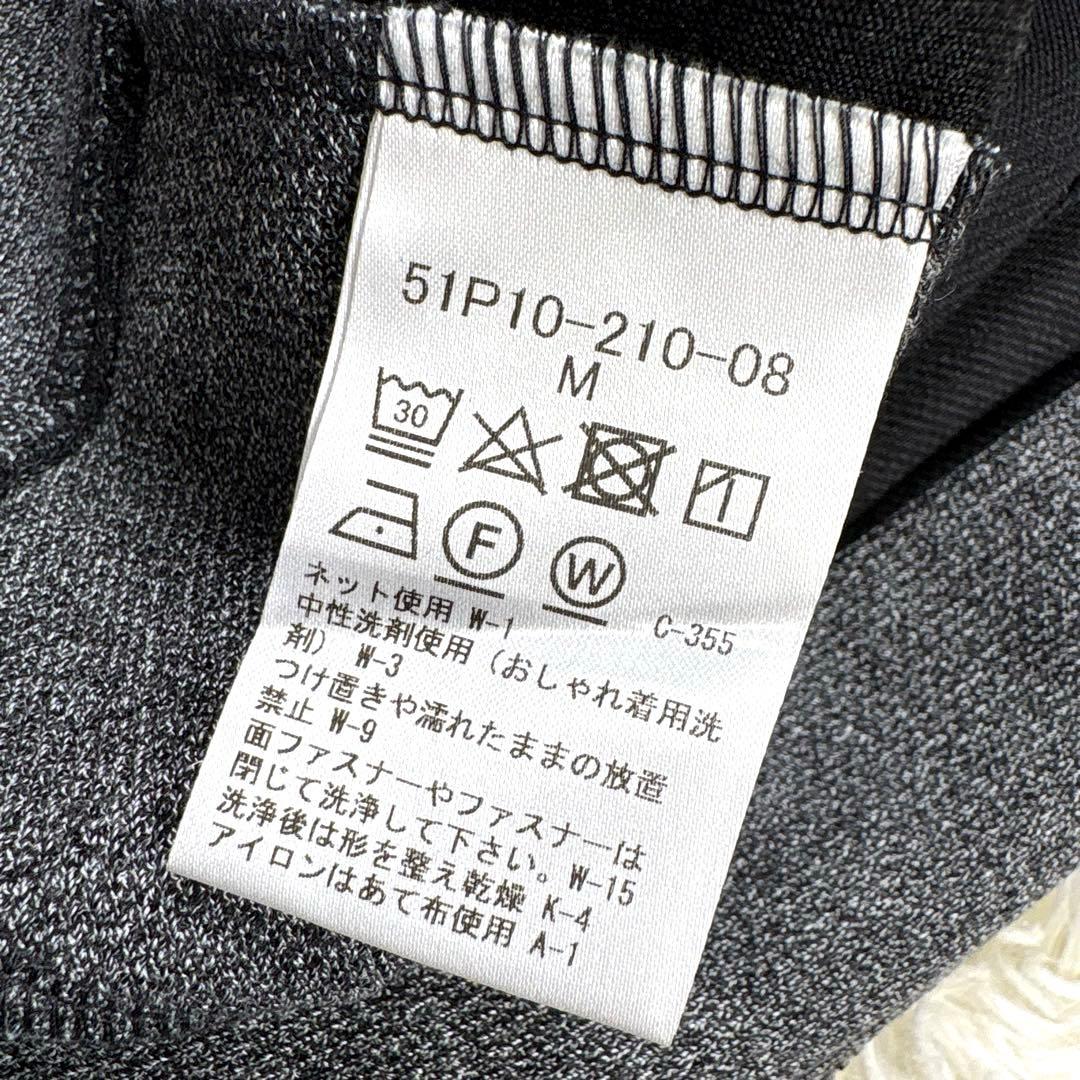 51P10-210-08
M
30
F W
ネット使用 W-1 C-355
中性洗剤使用（おしゃれ着用洗
剤） W-3
つけ置きや濡れたままの放置
禁止 W-9
面ファスナーやファスナーは
閉じて洗浄して下さい。W-15
洗浄後は形を整え乾燥 K-4
アイロンはあて布使用 A-1